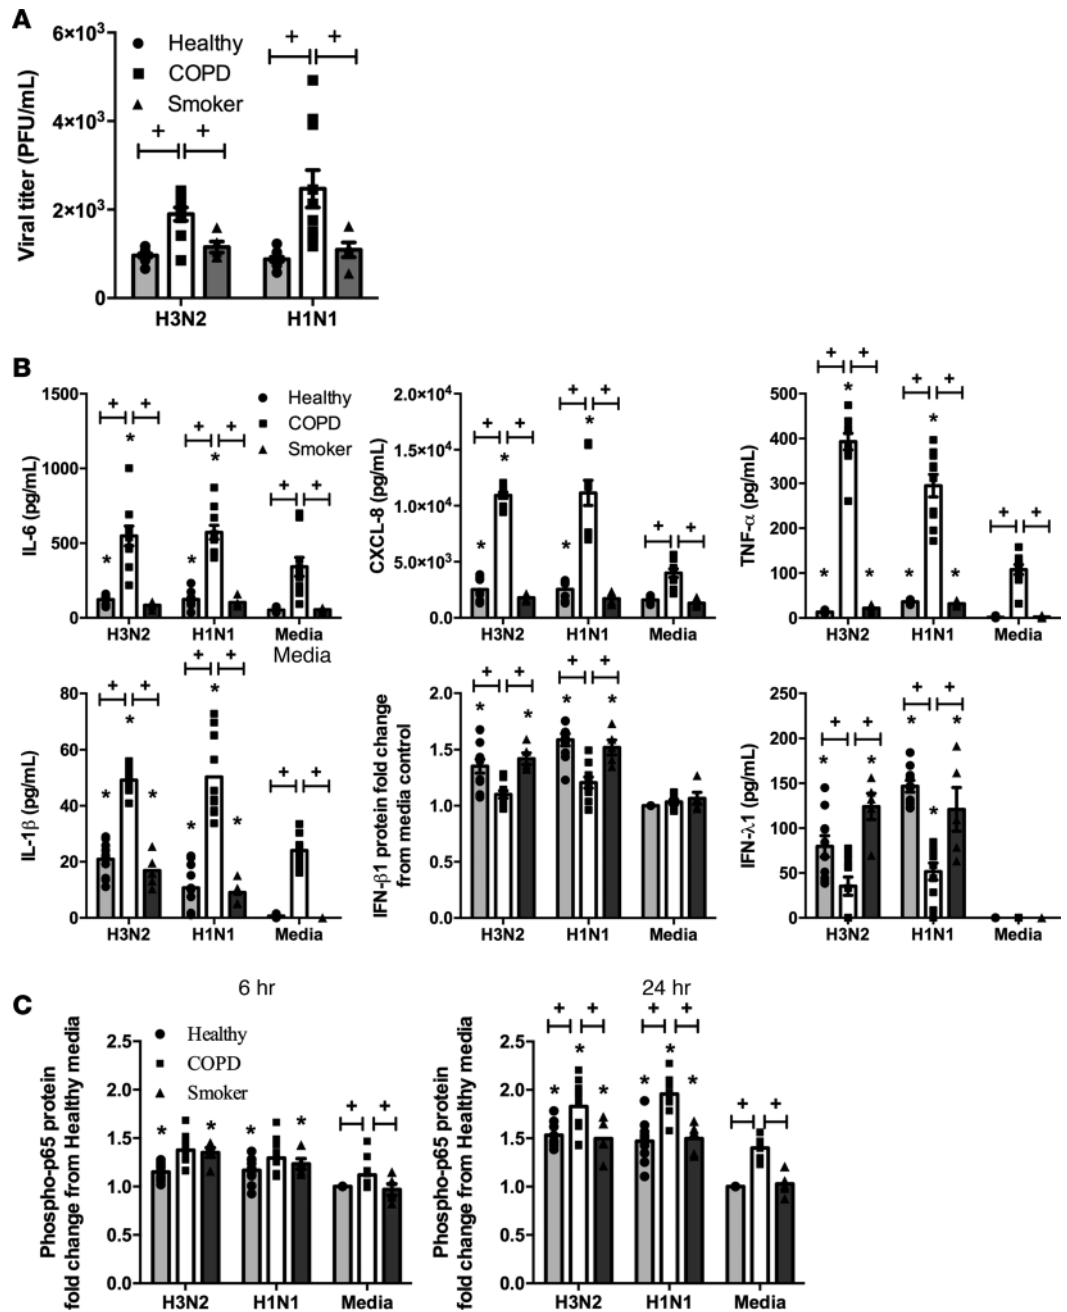 A
Viral titer (PFU/mL)
6×10³
4×10³
2×10³
0
Healthy
COPD
Smoker
+ +
+ +
H3N2 H1N1
B
IL-6 (pg/mL)
1500
1000
500
0
Healthy
COPD
Smoker
+ + + + + +
* * * *
H3N2 H1N1 Media
CXCL-8 (pg/mL)
2.0×10⁴
1.5×10⁴
1.0×10⁴
5.0×10³
0.0
+ + + + + +
* * * *
H3N2 H1N1 Media
TNF-α (pg/mL)
500
400
300
200
100
0
+ + + + + +
* * * * * *
H3N2 H1N1 Media
Media
IL-1β (pg/mL)
80
60
40
20
0
+ + + + + +
* * * * * *
H3N2 H1N1 Media
IFN-β1 protein fold change
from media control
2.0
1.5
1.0
0.5
0.0
+ + + +
* * * *
H3N2 H1N1 Media
IFN-λ1 (pg/mL)
250
200
150
100
50
0
+ + + +
* * * * *
H3N2 H1N1 Media
C
6 hr
Phospho-p65 protein
fold change from Healthy media
2.5
2.0
1.5
1.0
0.5
0.0
Healthy
COPD
Smoker
+ +
* * * *
H3N2 H1N1 Media
24 hr
Phospho-p65 protein
fold change from Healthy media
2.5
2.0
1.5
1.0
0.5
0.0
+ + + + + +
* * * * * *
H3N2 H1N1 Media